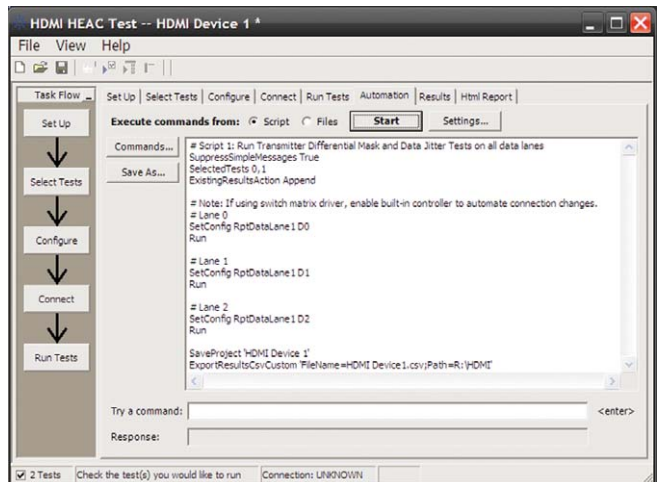 HDMI HEAC Test -- HDMI Device 1 *
File View Help
Task Flow
Set Up
Select Tests
Configure
Connect
Run Tests
Set Up | Select Tests | Configure | Connect | Run Tests | Automation | Results | Html Report |
Execute commands from: Script Files Start Settings...
Commands...
Save As...
# Script 1: Run Transmitter Differential Mask and Data Jitter Tests on all data lanes
SuppressSimpleMessages True
SelectedTests 0,1
ExistingResultsAction Append
# Note: If using switch matrix driver, enable built-in controller to automate connection changes.
# Lane 0
SetConfig RptDataLane1 D0
Run
# Lane 1
SetConfig RptDataLane1 D1
Run
# Lane 2
SetConfig RptDataLane1 D2
Run
SaveProject 'HDMI Device 1'
ExportResultsCsvCustom 'FileName=HDMI Device1.csv;Path=R:\HDMI'
Try a command: <enter>
Response:
2 Tests Check the test(s) you would like to run Connection: UNKNOWN